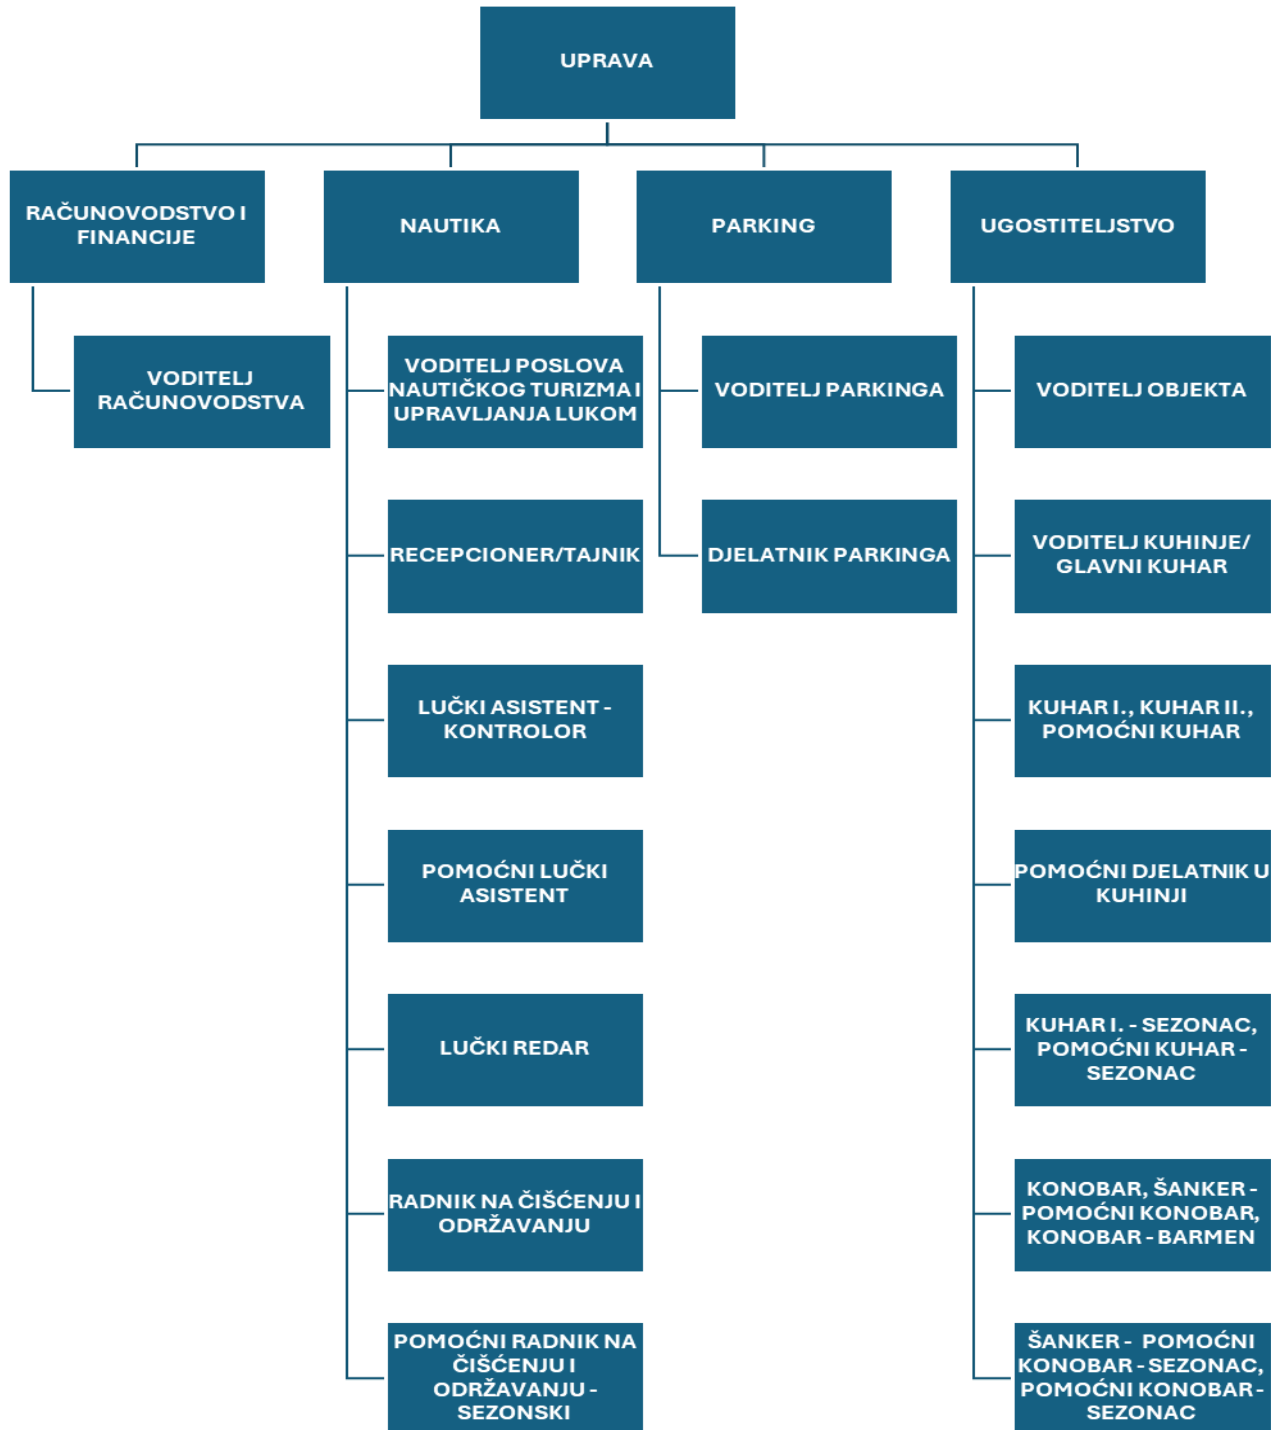 UPRAVA
RAČUNOVODSTVO I
FINANCIJE
VODITELJ
RAČUNOVODSTVA
NAUTIKA
VODITELJ POSLOVA
NAUTIČKOG TURIZMA I
UPRAVLJANJA LUKOM
RECEPCIONER/TAJNIK
LUČKI ASISTENT -
KONTROLOR
POMOĆNI LUČKI
ASISTENT
LUČKI REDAR
RADNIK NA ČIŠĆENJU I
ODRŽAVANJU
POMOĆNI RADNIK NA
ČIŠĆENJU I
ODRŽAVANJU -
SEZONSKI
PARKING
VODITELJ PARKINGA
DJELATNIK PARKINGA
UGOSTITELJSTVO
VODITELJ OBJEKTA
VODITELJ KUHINJE/
GLAVNI KUHAR
KUHAR I., KUHAR II.,
POMOĆNI KUHAR
POMOĆNI DJELATNIK U
KUHINJI
KUHAR I. - SEZONAC,
POMOĆNI KUHAR -
SEZONAC
KONOBAR, ŠANKER -
POMOĆNI KONOBAR,
KONOBAR - BARMEN
ŠANKER - POMOĆNI
KONOBAR - SEZONAC,
POMOĆNI KONOBAR -
SEZONAC